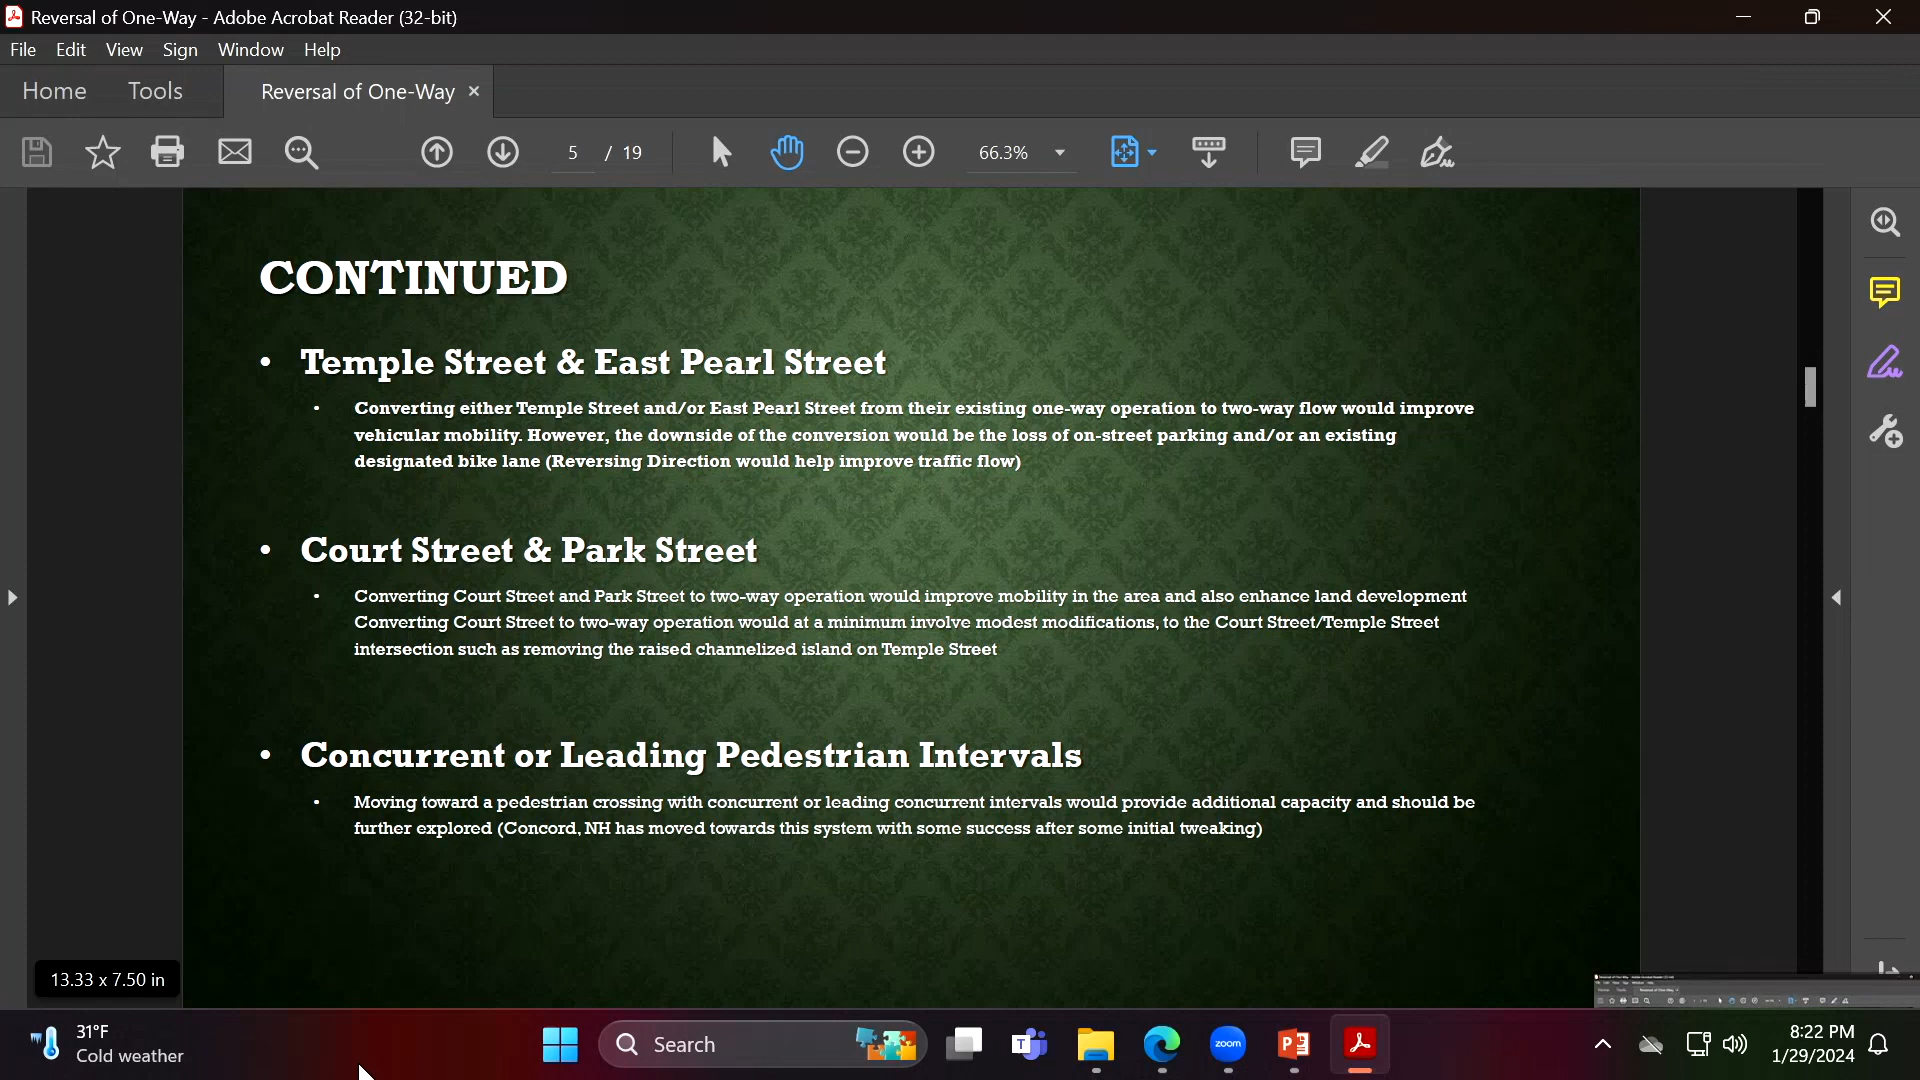 Reversal of One-Way - Adobe Acrobat Reader (32-bit)
File Edit View Sign Window Help
Home Tools Reversal of One-Way ×
5 / 19 66.3%
CONTINUED
• Temple Street & East Pearl Street
• Converting either Temple Street and/or East Pearl Street from their existing one-way operation to two-way flow would improve
vehicular mobility. However, the downside of the conversion would be the loss of on-street parking and/or an existing
designated bike lane (Reversing Direction would help improve traffic flow)
• Court Street & Park Street
• Converting Court Street and Park Street to two-way operation would improve mobility in the area and also enhance land development
Converting Court Street to two-way operation would at a minimum involve modest modifications, to the Court Street/Temple Street
intersection such as removing the raised channelized island on Temple Street
• Concurrent or Leading Pedestrian Intervals
• Moving toward a pedestrian crossing with concurrent or leading concurrent intervals would provide additional capacity and should be
further explored (Concord, NH has moved towards this system with some success after some initial tweaking)
13.33 x 7.50 in
31°F
Cold weather
Search
zoom
8:22 PM
1/29/2024